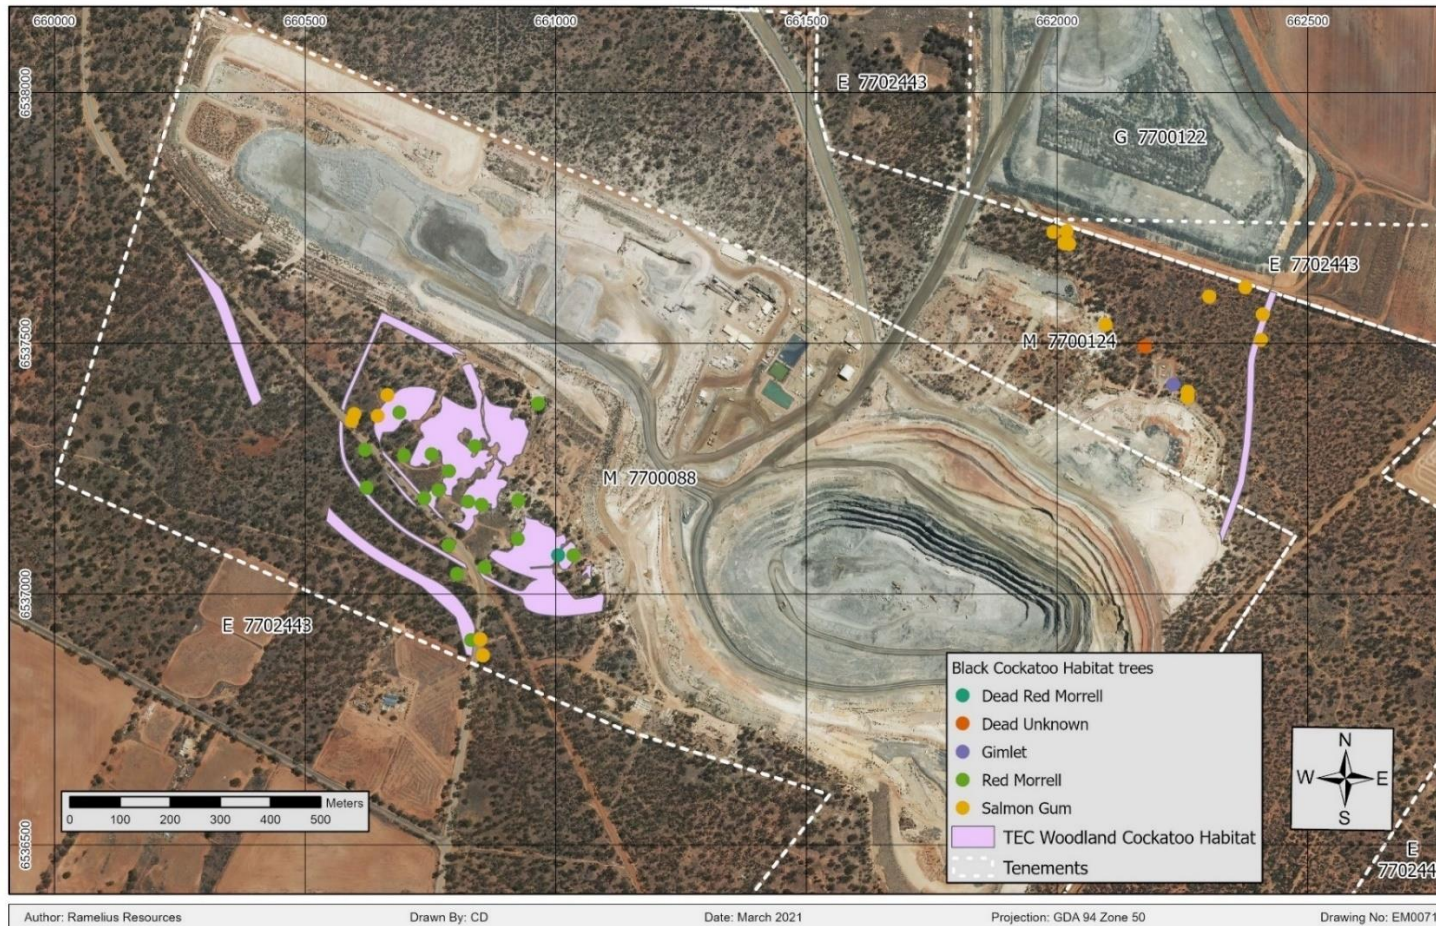 660000
660500
661000
661500
662000
662500
6538000
E 7702443
G 7700122
E 7702443
6537500
M 7700124
M 7700088
6537000
E 7702443
Black Cockatoo Habitat trees
Dead Red Morrell
Dead Unknown
Gimlet
Red Morrell
Salmon Gum
TEC Woodland Cockatoo Habitat
Tenements
N
W E
S
Meters
0 100 200 300 400 500
6536500
E
770244
Author: Ramelius Resources Drawn By: CD Date: March 2021 Projection: GDA 94 Zone 50 Drawing No: EM0071